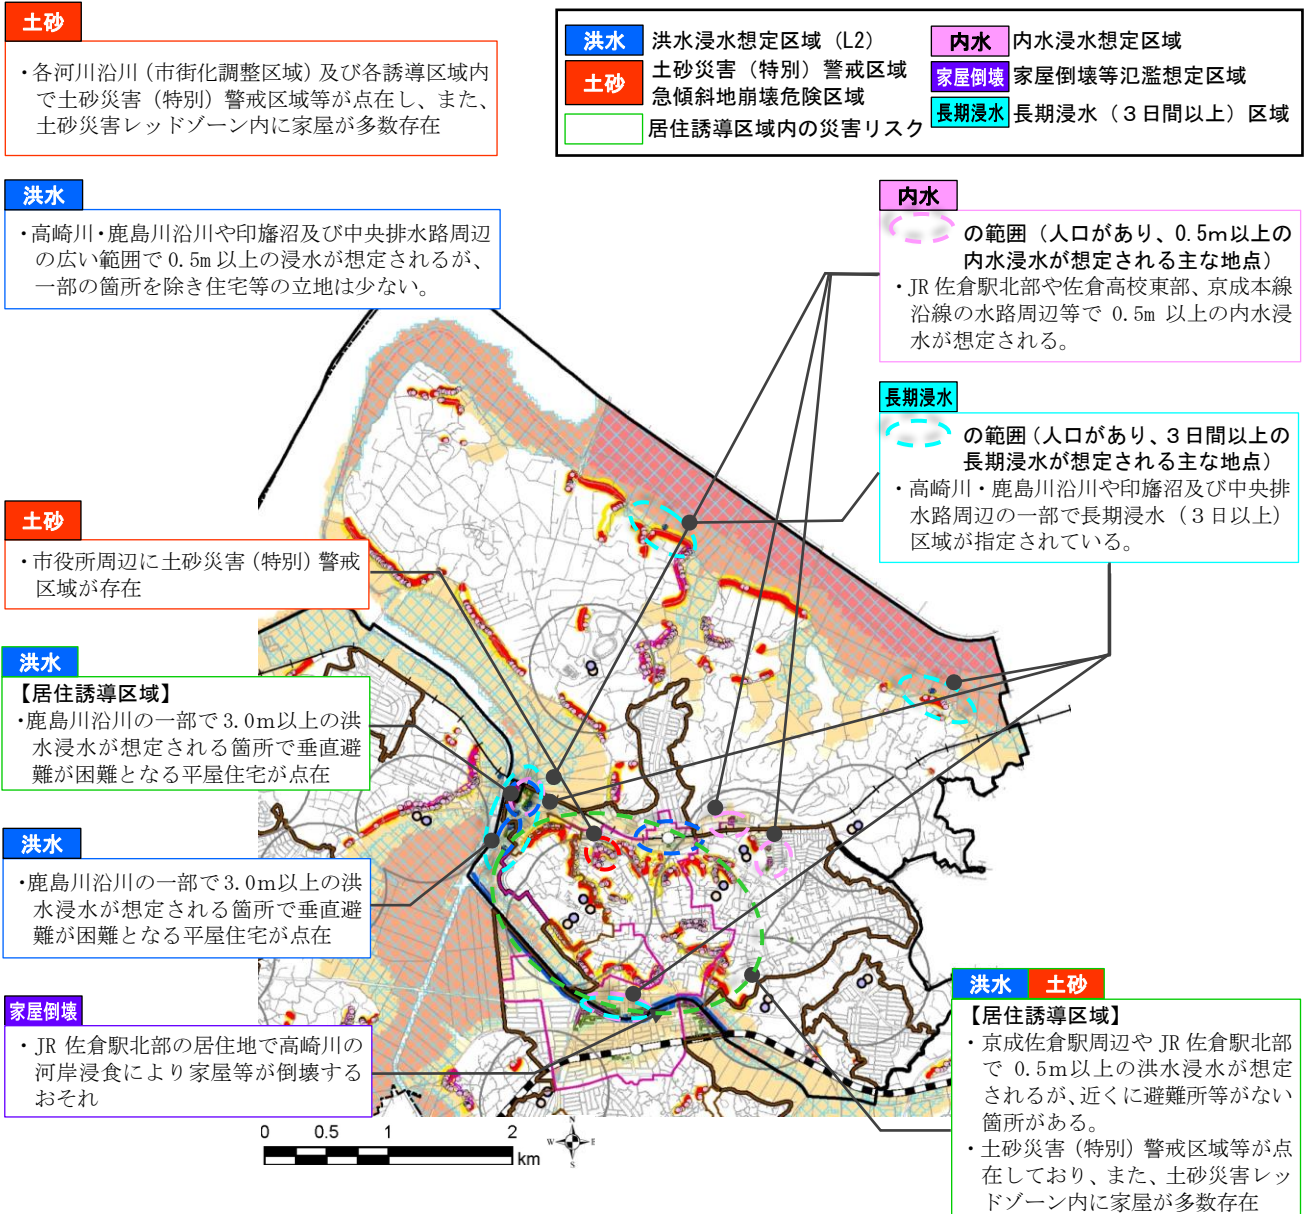 土砂
・各河川沿川（市街化調整区域）及び各誘導区域内
で土砂災害（特別）警戒区域等が点在し、また、
土砂災害レッドゾーン内に家屋が多数存在
洪水 洪水浸水想定区域（L2）
土砂 土砂災害（特別）警戒区域
急傾斜地崩壊危険区域
居住誘導区域内の災害リスク
内水 内水浸水想定区域
家屋倒壊 家屋倒壊等氾濫想定区域
長期浸水 長期浸水（３日間以上）区域
洪水
・高崎川・鹿島川沿川や印旛沼及び中央排水路周辺
の広い範囲で 0.5m 以上の浸水が想定されるが、
一部の箇所を除き住宅等の立地は少ない。
内水
の範囲（人口があり、0.5m以上の
内水浸水が想定される主な地点）
・JR 佐倉駅北部や佐倉高校東部、京成本線
沿線の水路周辺等で 0.5m 以上の内水浸
水が想定される。
長期浸水
の範囲（人口があり、３日間以上の
長期浸水が想定される主な地点）
・高崎川・鹿島川沿川や印旛沼及び中央排
水路周辺の一部で長期浸水（３日以上）
区域が指定されている。
土砂
・市役所周辺に土砂災害（特別）警戒
区域が存在
洪水
【居住誘導区域】
・鹿島川沿川の一部で 3.0m以上の洪
水浸水が想定される箇所で垂直避
難が困難となる平屋住宅が点在
洪水
・鹿島川沿川の一部で 3.0m以上の洪
水浸水が想定される箇所で垂直避
難が困難となる平屋住宅が点在
家屋倒壊
・JR 佐倉駅北部の居住地で高崎川の
河岸浸食により家屋等が倒壊する
おそれ
洪水 土砂
【居住誘導区域】
・京成佐倉駅周辺や JR 佐倉駅北部
で 0.5m以上の洪水浸水が想定
されるが、近くに避難所等がない
箇所がある。
・土砂災害（特別）警戒区域等が点
在しており、また、土砂災害レッ
ドゾーン内に家屋が多数存在
0 0.5 1 2
km
N
W E
S